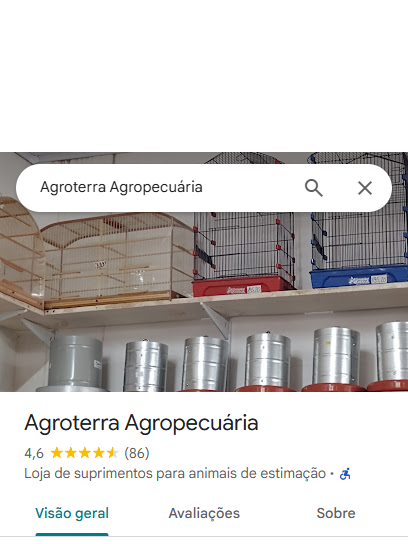 Agroterra Agropecuária
Agroterra Agropecuária
4,6 (86)
Loja de suprimentos para animais de estimação ·
Visão geral
Avaliações
Sobre